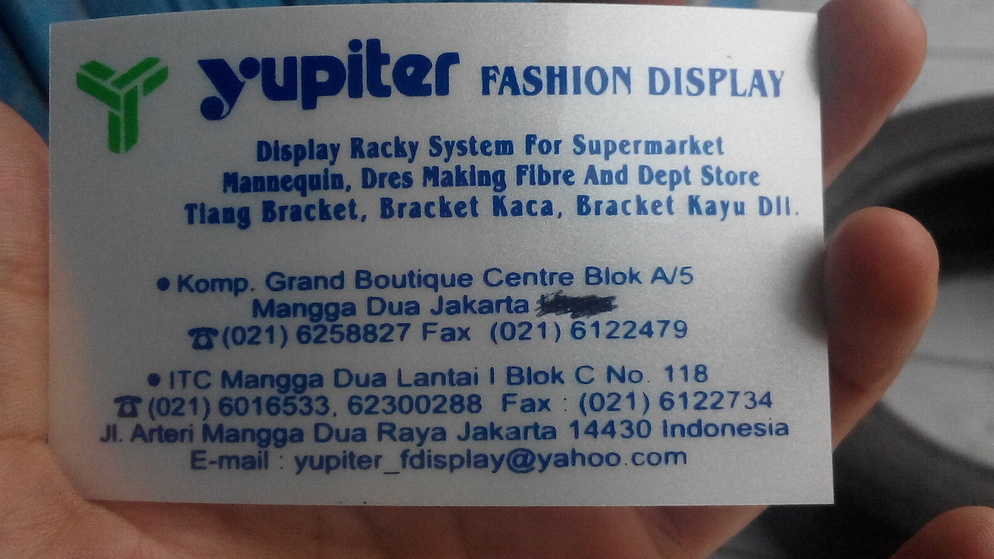 yupiter FASHION DISPLAY
Display Racky System For Supermarket
Mannequin, Dres Making Fibre And Dept Store
Tiang Bracket, Bracket Kaca, Bracket Kayu Dll.
• Komp. Grand Boutique Centre Blok A/5
Mangga Dua Jakarta
☎(021) 6258827 Fax (021) 6122479
• ITC Mangga Dua Lantai I Blok C No. 118
☎(021) 6016533, 62300288 Fax : (021) 6122734
Jl. Arteri Mangga Dua Raya Jakarta 14430 Indonesia
E-mail : yupiter_fdisplay@yahoo.com